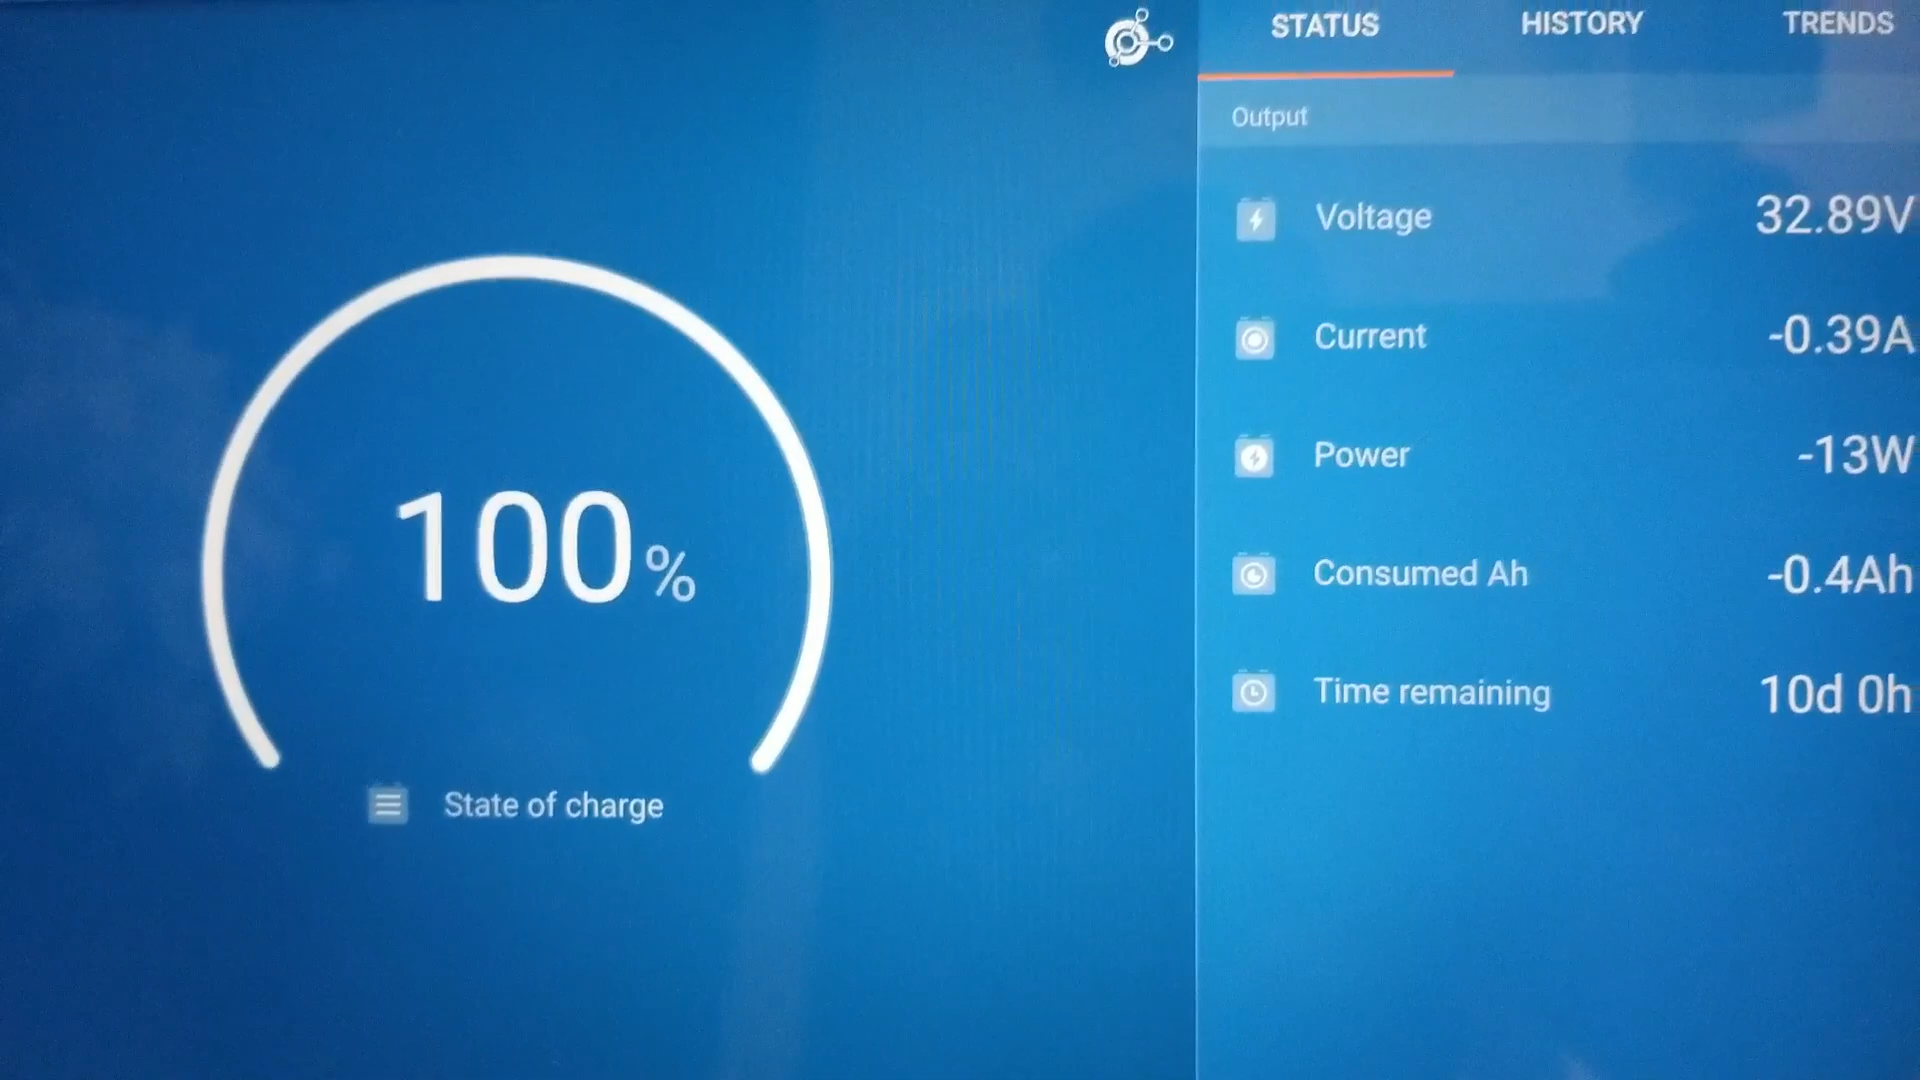 STATUS HISTORY TRENDS
Output
Voltage 32.89V
Current -0.39A
Power -13W
Consumed Ah -0.4Ah
Time remaining 10d 0h
100%
State of charge